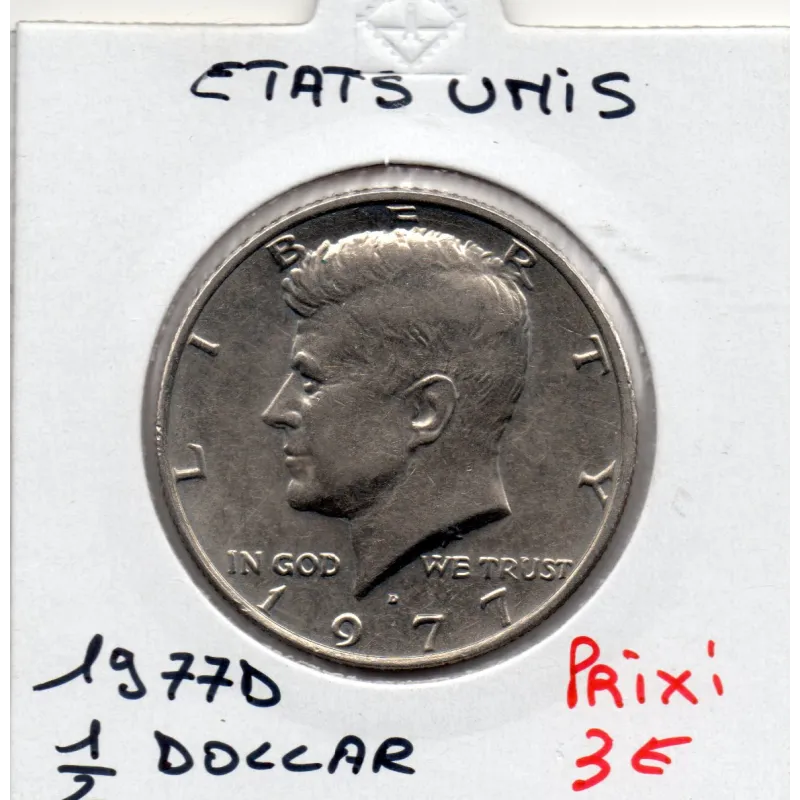 ETATS UNIS
LIBERTY
IN GOD WE TRUST
D
1977
1977D
1/2 DOLLAR
PRIX:
3€